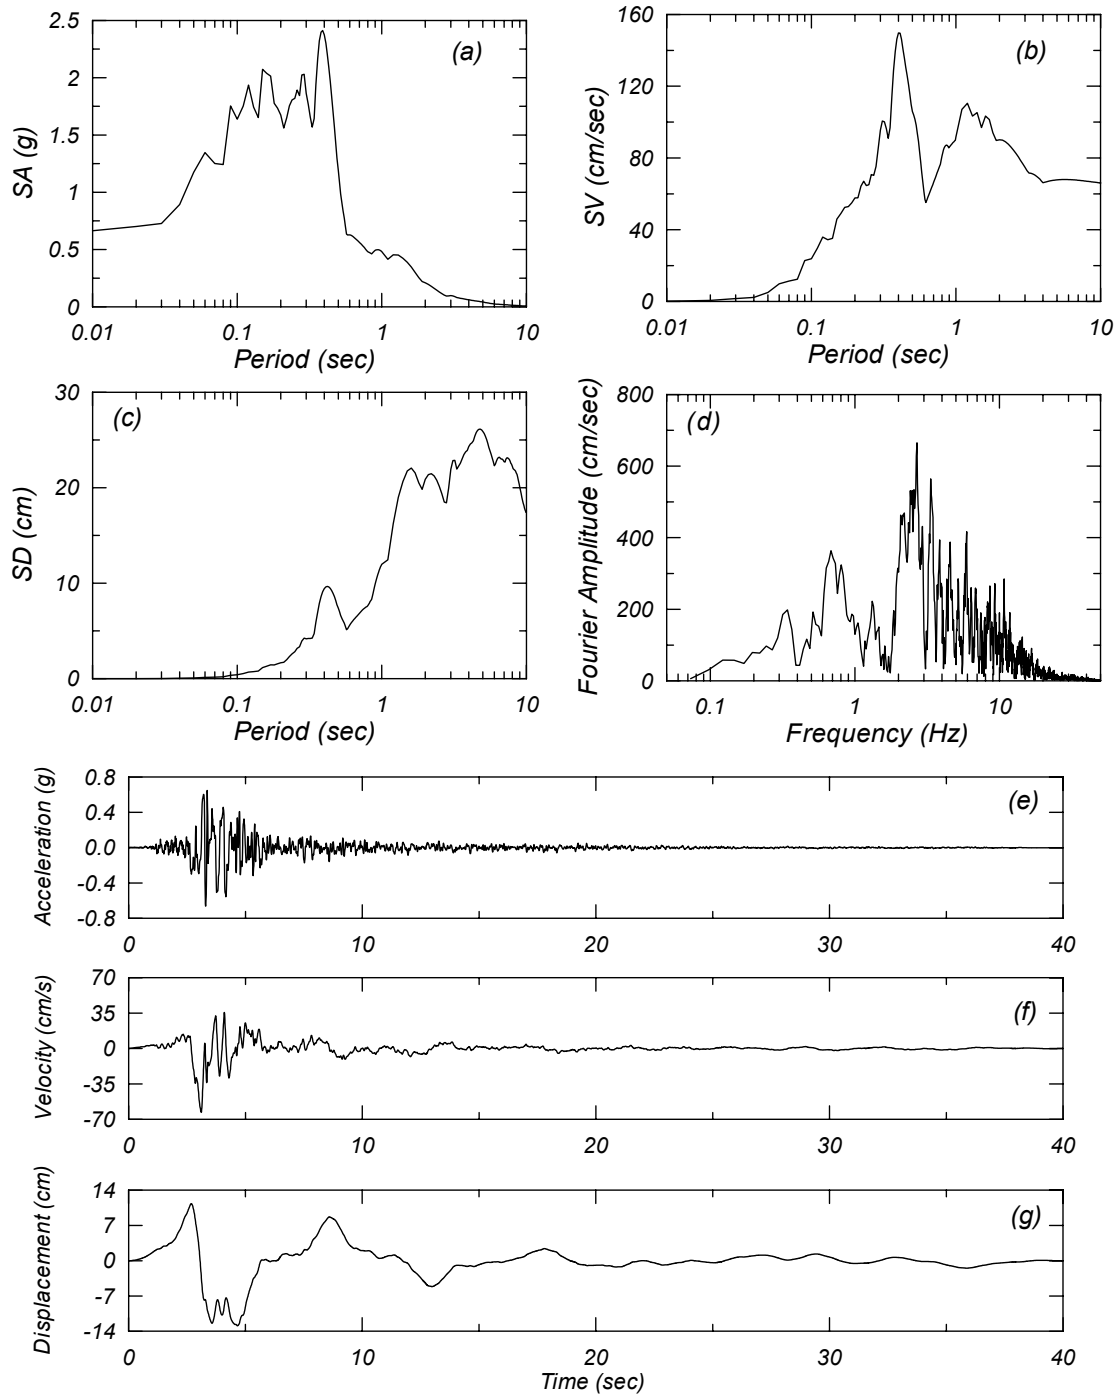 2.5
2
1.5
1
0.5
0
SA (g)
(a)
0.01 0.1 1 10
Period (sec)
160
120
80
40
0
SV (cm/sec)
(b)
0.01 0.1 1 10
Period (sec)
30
20
10
0
SD (cm)
(c)
0.01 0.1 1 10
Period (sec)
800
600
400
200
0
Fourier Amplitude (cm/sec)
(d)
0.1 1 10
Frequency (Hz)
0.8
0.4
0.0
-0.4
-0.8
Acceleration (g)
(e)
0 10 20 30 40
70
35
0
-35
-70
Velocity (cm/s)
(f)
0 10 20 30 40
14
7
0
-7
-14
Displacement (cm)
(g)
0 10 20 30 40
Time (sec)